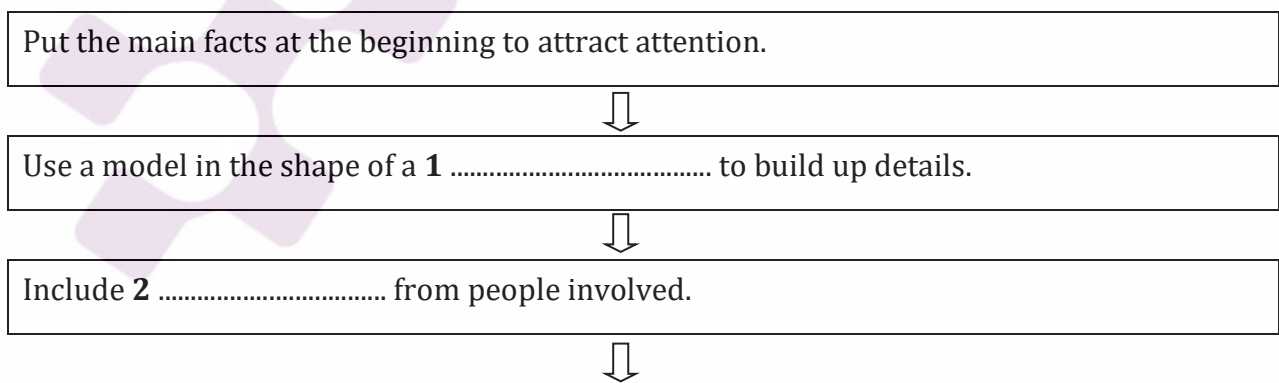 Put the main facts at the beginning to attract attention.
Use a model in the shape of a 1 ........................................ to build up details.
Include 2 ................................... from people involved.